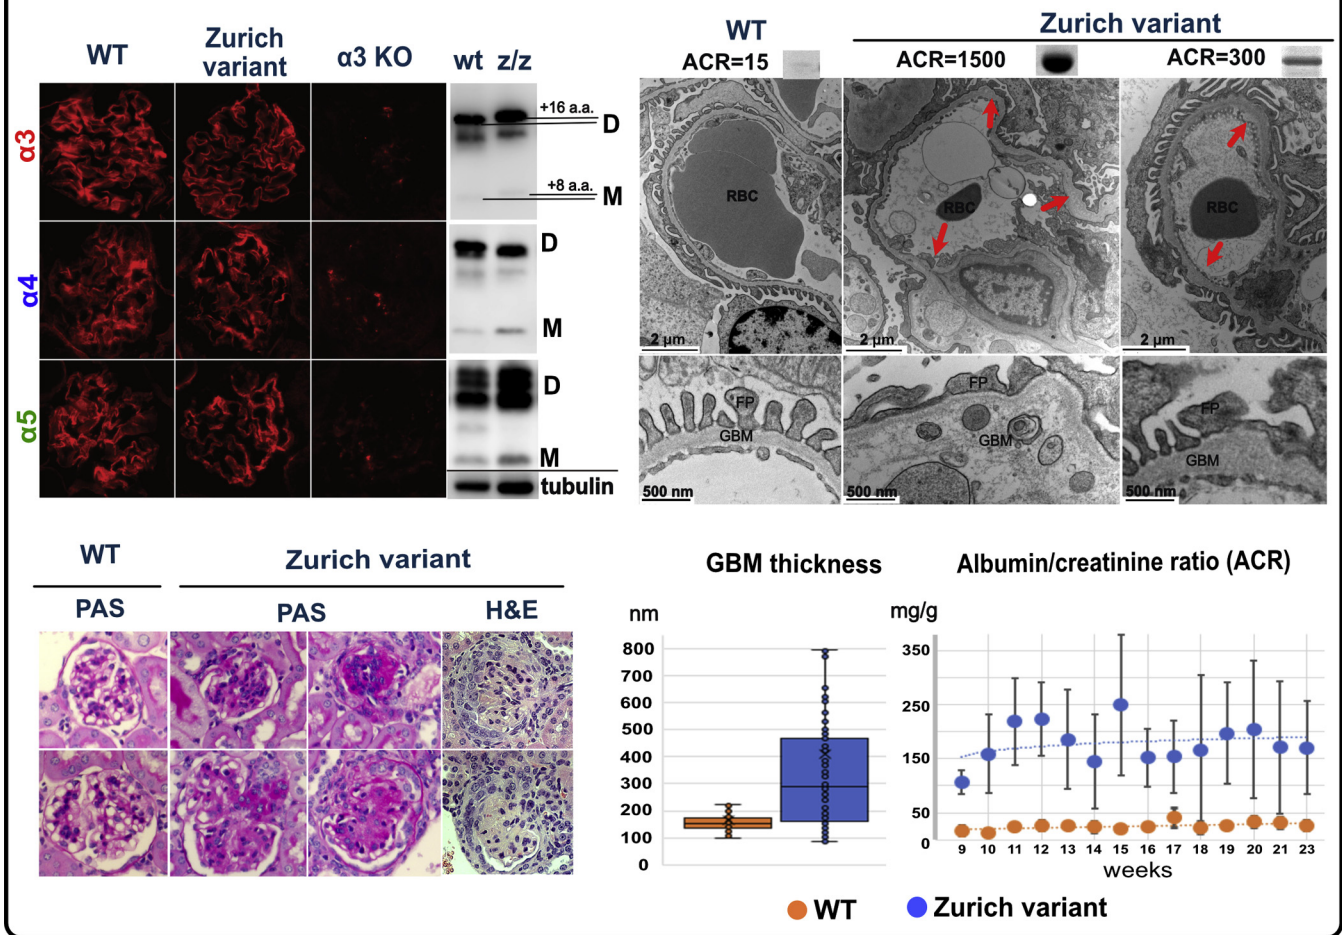 WT
Zurich
variant
α3 KO
wt z/z
α3
+16 a.a.
D
+8 a.a.
M
α4
D
M
α5
D
M
tubulin
WT
Zurich variant
ACR=15
ACR=1500
ACR=300
RBC
RBC
RBC
2 µm
2 µm
2 µm
FP
GBM
500 nm
FP
GBM
500 nm
FP
GBM
500 nm
WT
Zurich variant
PAS
PAS
H&E
GBM thickness
nm
800
700
600
500
400
300
200
100
0
Albumin/creatinine ratio (ACR)
mg/g
350
250
150
50
0
9 10 11 12 13 14 15 16 17 18 19 20 21 23
weeks
WT
Zurich variant